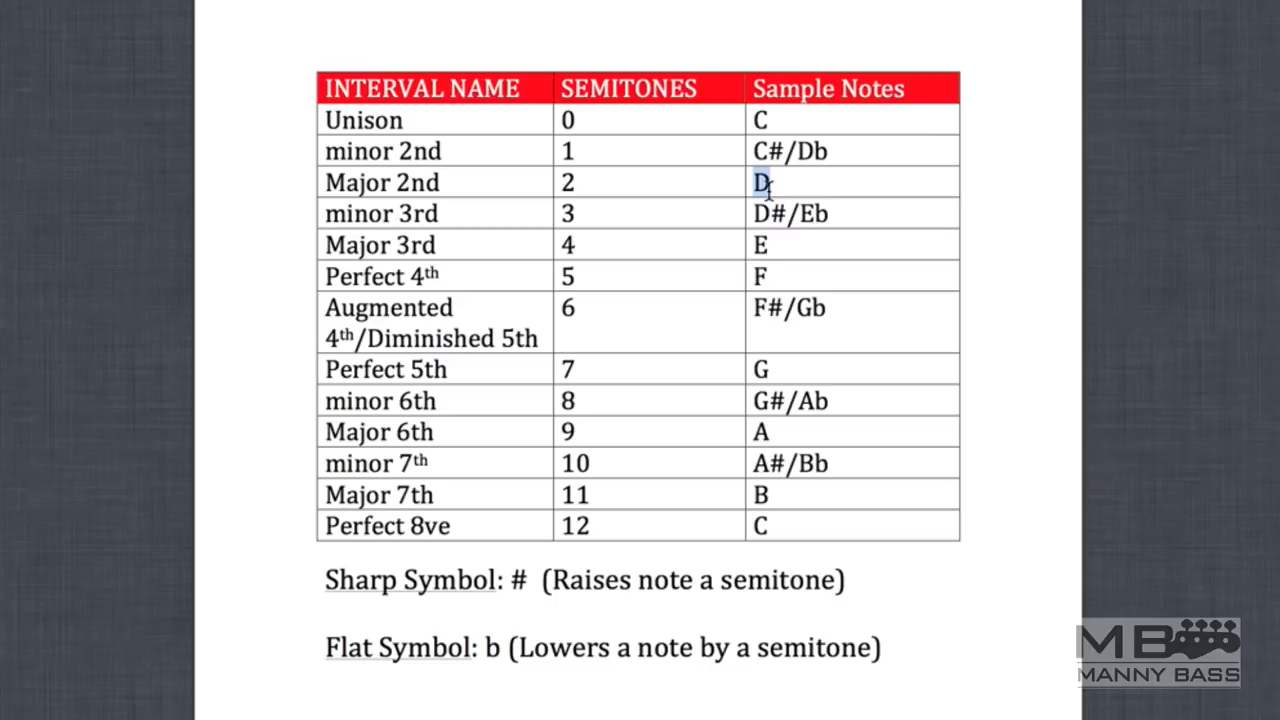 INTERVAL NAME SEMITONES Sample Notes
Unison 0 C
minor 2nd 1 C#/Db
Major 2nd 2 D
minor 3rd 3 D#/Eb
Major 3rd 4 E
Perfect 4th 5 F
Augmented 6 F#/Gb
4th/Diminished 5th
Perfect 5th 7 G
minor 6th 8 G#/Ab
Major 6th 9 A
minor 7th 10 A#/Bb
Major 7th 11 B
Perfect 8ve 12 C
Sharp Symbol: # (Raises note a semitone)
Flat Symbol: b (Lowers a note by a semitone)
MB
MANNY BASS